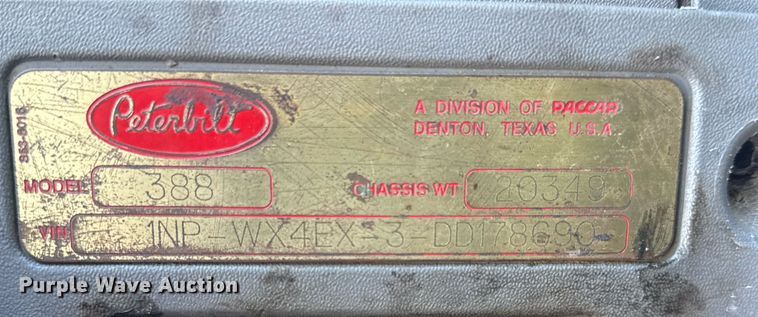 Peterbilt
A DIVISION OF PACCAR
DENTON, TEXAS U.S.A.
MODEL 388 CHASSIS WT 20349
VIN 1NP-WX4EX-3-DD178690
Purple Wave Auction